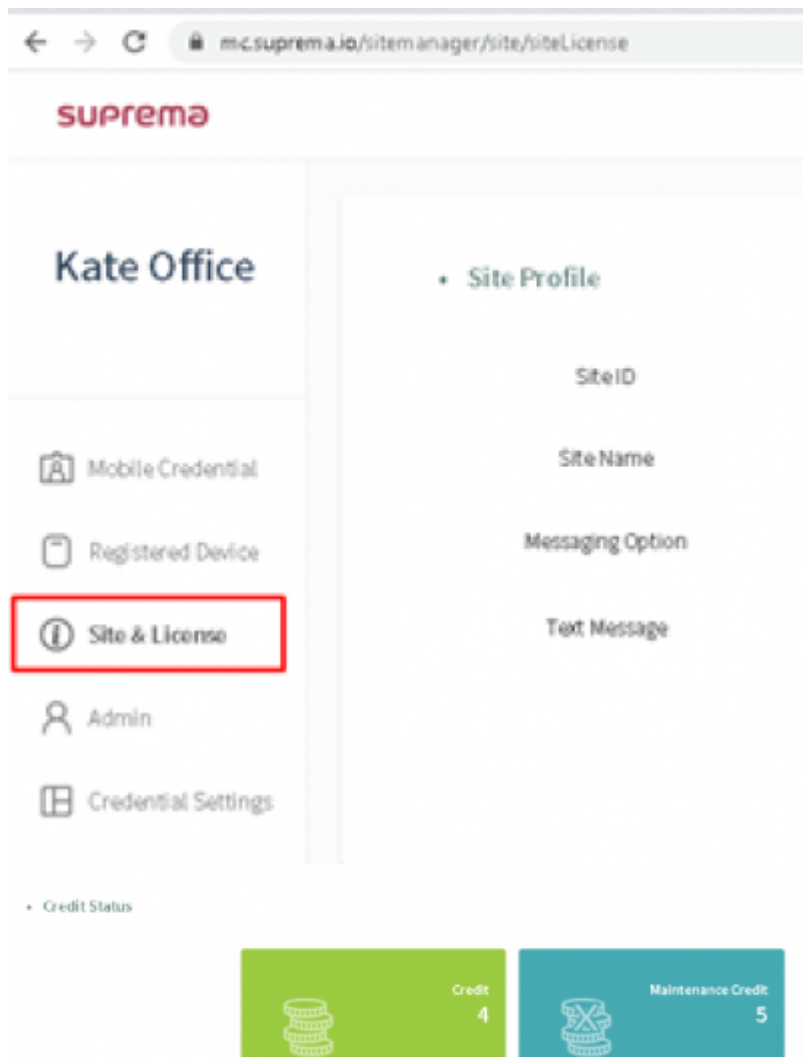 mc.suprema.io/sitemanager/site/siteLicense
suprema
Kate Office
• Site Profile
Site ID
Site Name
Messaging Option
Text Message
Mobile Credential
Registered Device
Site & License
Admin
Credential Settings
• Credit Status
Credit
4
Maintenance Credit
5